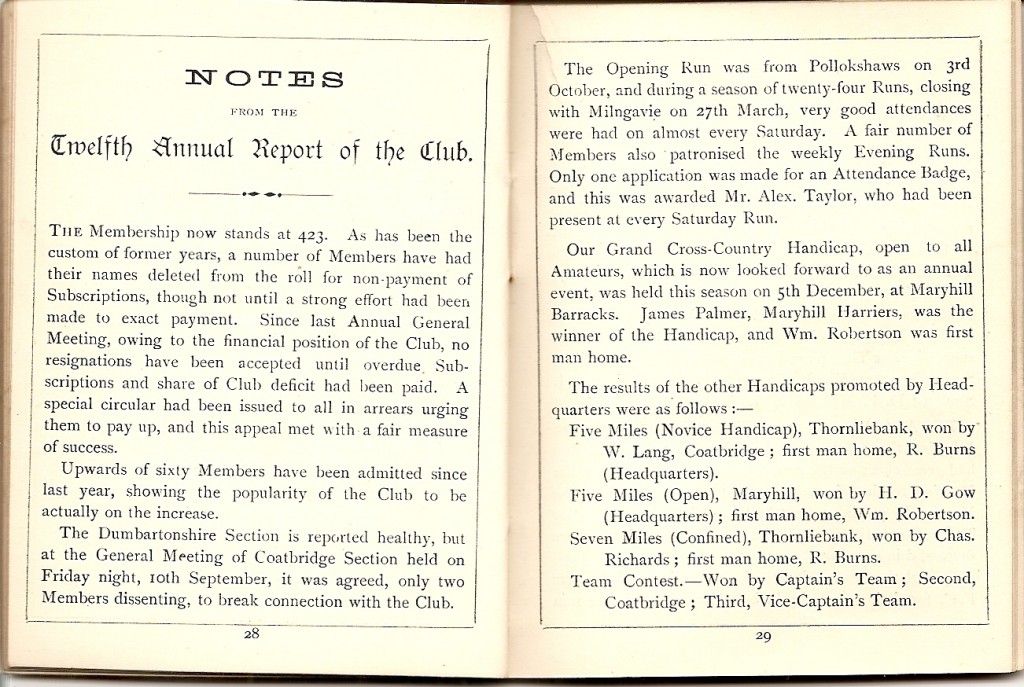 NOTES
FROM THE
Twelfth Annual Report of the Club.
THE Membership now stands at 423. As has been the
custom of former years, a number of Members have had
their names deleted from the roll for non-payment of
Subscriptions, though not until a strong effort had been
made to exact payment. Since last Annual General
Meeting, owing to the financial position of the Club, no
resignations have been accepted until overdue Sub-
scriptions and share of Club deficit had been paid. A
special circular had been issued to all in arrears urging
them to pay up, and this appeal met with a fair measure
of success.
Upwards of sixty Members have been admitted since
last year, showing the popularity of the Club to be
actually on the increase.
The Dumbartonshire Section is reported healthy, but
at the General Meeting of Coatbridge Section held on
Friday night, 10th September, it was agreed, only two
Members dissenting, to break connection with the Club.
28
The Opening Run was from Pollokshaws on 3rd
October, and during a season of twenty-four Runs, closing
with Milngavie on 27th March, very good attendances
were had on almost every Saturday. A fair number of
Members also patronised the weekly Evening Runs.
Only one application was made for an Attendance Badge,
and this was awarded Mr. Alex. Taylor, who had been
present at every Saturday Run.
Our Grand Cross-Country Handicap, open to all
Amateurs, which is now looked forward to as an annual
event, was held this season on 5th December, at Maryhill
Barracks. James Palmer, Maryhill Harriers, was the
winner of the Handicap, and Wm. Robertson was first
man home.
The results of the other Handicaps promoted by Head-
quarters were as follows :—
Five Miles (Novice Handicap), Thornliebank, won by
W. Lang, Coatbridge ; first man home, R. Burns
(Headquarters).
Five Miles (Open), Maryhill, won by H. D. Gow
(Headquarters) ; first man home, Wm. Robertson.
Seven Miles (Confined), Thornliebank, won by Chas.
Richards ; first man home, R. Burns.
Team Contest.—Won by Captain's Team ; Second,
Coatbridge ; Third, Vice-Captain's Team.
29